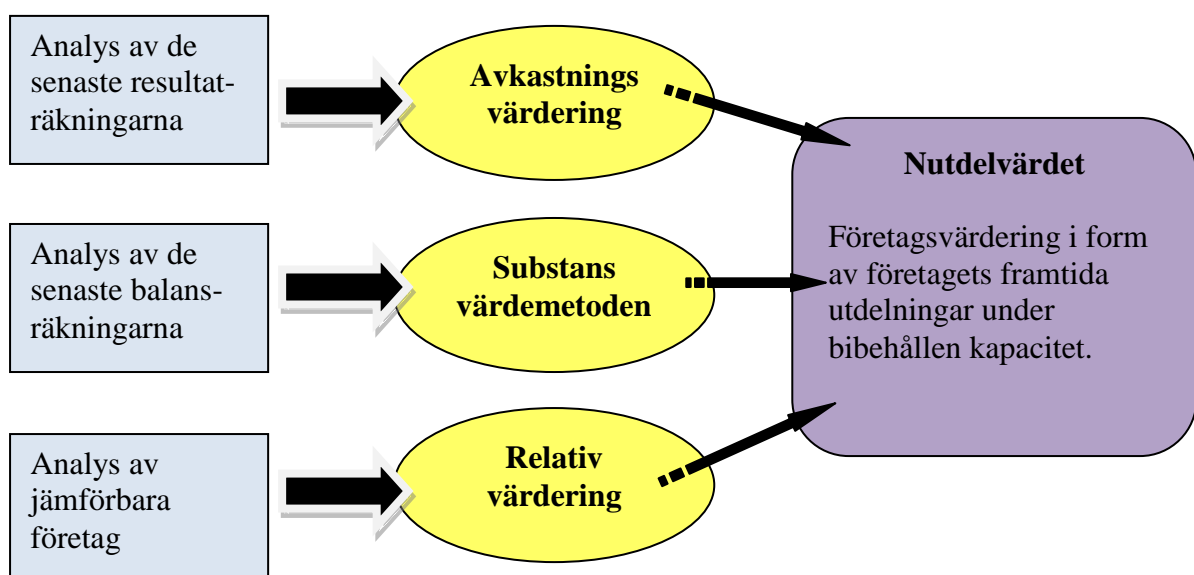 Analys av de
senaste resultat-
räkningarna
Avkastnings
värdering
Analys av de
senaste balans-
räkningarna
Substans
värdemetoden
Analys av
jämförbara
företag
Relativ
värdering
Nutdelvärdet
Företagsvärdering i form
av företagets framtida
utdelningar under
bibehållen kapacitet.